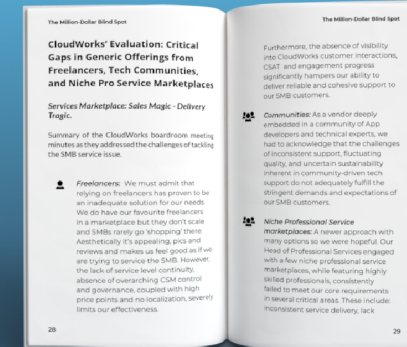 The Million-Dollar Blind Spot
CloudWorks' Evaluation: Critical
Gaps in Generic Offerings from
Freelancers, Tech Communities,
and Niche Pro Service Marketplaces
Services Marketplace: Sales Magic - Delivery
Tragic.
Summary of the CloudWorks boardroom meeting
minutes as they addressed the challenges of tackling
the SMB service issue.
Freelancers: We must admit that
relying on freelancers has proven to be
an inadequate solution for our needs.
We do have our favourite freelancers
in a marketplace but they don't scale
and SMBs rarely go 'shopping' there.
Aesthetically it's appealing, pics and
reviews and makes us feel good as if we
are trying to service the SMB. However,
the lack of service level continuity,
absence of overarching CSM control
and governance, coupled with high
price points and no localization, severely
limits our effectiveness.
28
The Million-Dollar Blind Spot
Furthermore, the absence of visibility
into CloudWorks customer interactions,
CSAT and engagement progress
significantly hampers our ability to
deliver reliable and cohesive support to
our SMB customers.
Communities: As a vendor deeply
embedded in a community of App
developers and technical experts, we
had to acknowledge that the challenges
of inconsistent support, fluctuating
quality, and uncertain sustainability
inherent in community-driven tech
support do not adequately fulfill the
stringent demands and expectations of
our SMB customers.
Niche Professional Service
marketplaces: A newer approach with
many options so we were hopeful. Our
Head of Professional Services engaged
with a few niche professional service
marketplaces, while featuring highly
skilled professionals, consistently
failed to meet our core requirements
in several critical areas. These include:
inconsistent service delivery, lack
29